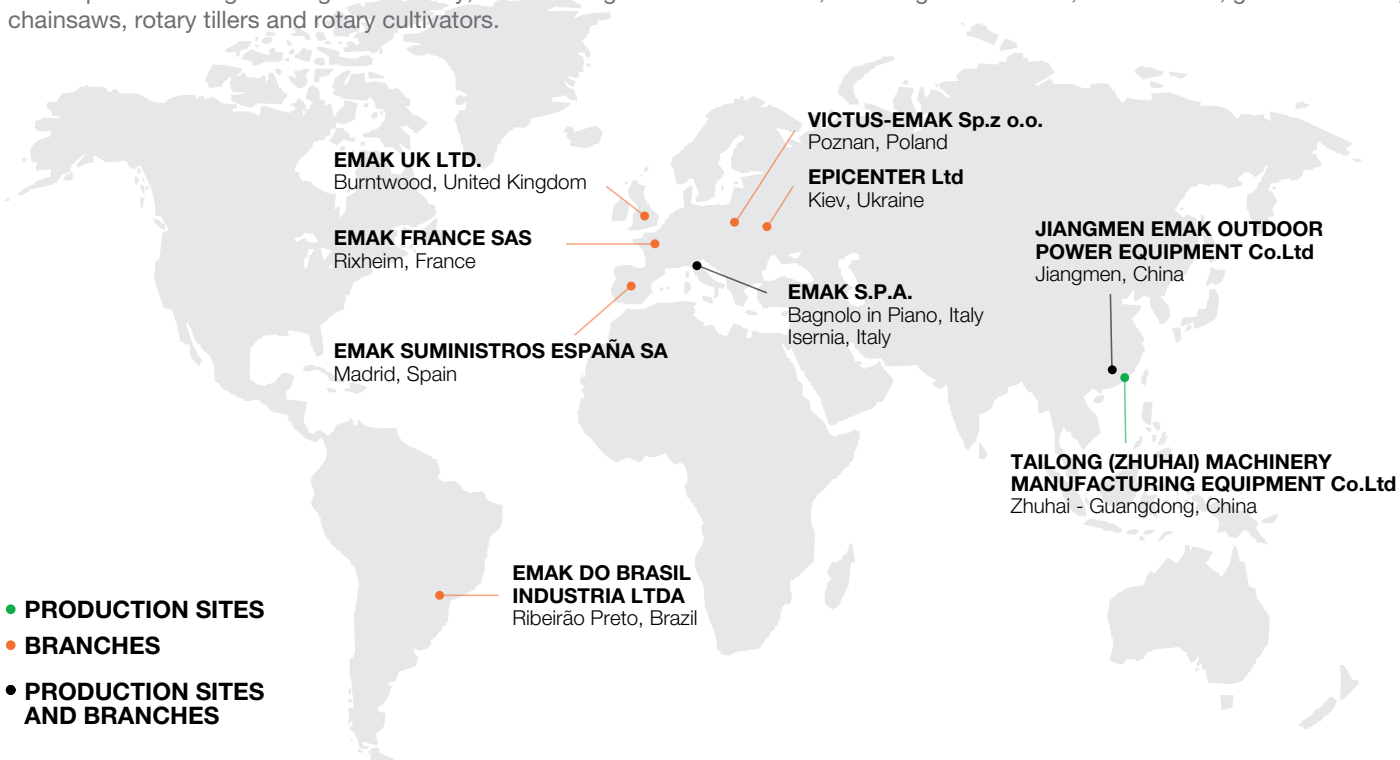 chainsaws, rotary tillers and rotary cultivators.
VICTUS-EMAK Sp.z o.o.
Poznan, Poland
EMAK UK LTD.
Burntwood, United Kingdom
EPICENTER Ltd
Kiev, Ukraine
EMAK FRANCE SAS
Rixheim, France
JIANGMEN EMAK OUTDOOR
POWER EQUIPMENT Co.Ltd
Jiangmen, China
EMAK S.P.A.
Bagnolo in Piano, Italy
Isernia, Italy
EMAK SUMINISTROS ESPAÑA SA
Madrid, Spain
TAILONG (ZHUHAI) MACHINERY
MANUFACTURING EQUIPMENT Co.Ltd
Zhuhai - Guangdong, China
EMAK DO BRASIL
INDUSTRIA LTDA
Ribeirão Preto, Brazil
PRODUCTION SITES
BRANCHES
PRODUCTION SITES
AND BRANCHES